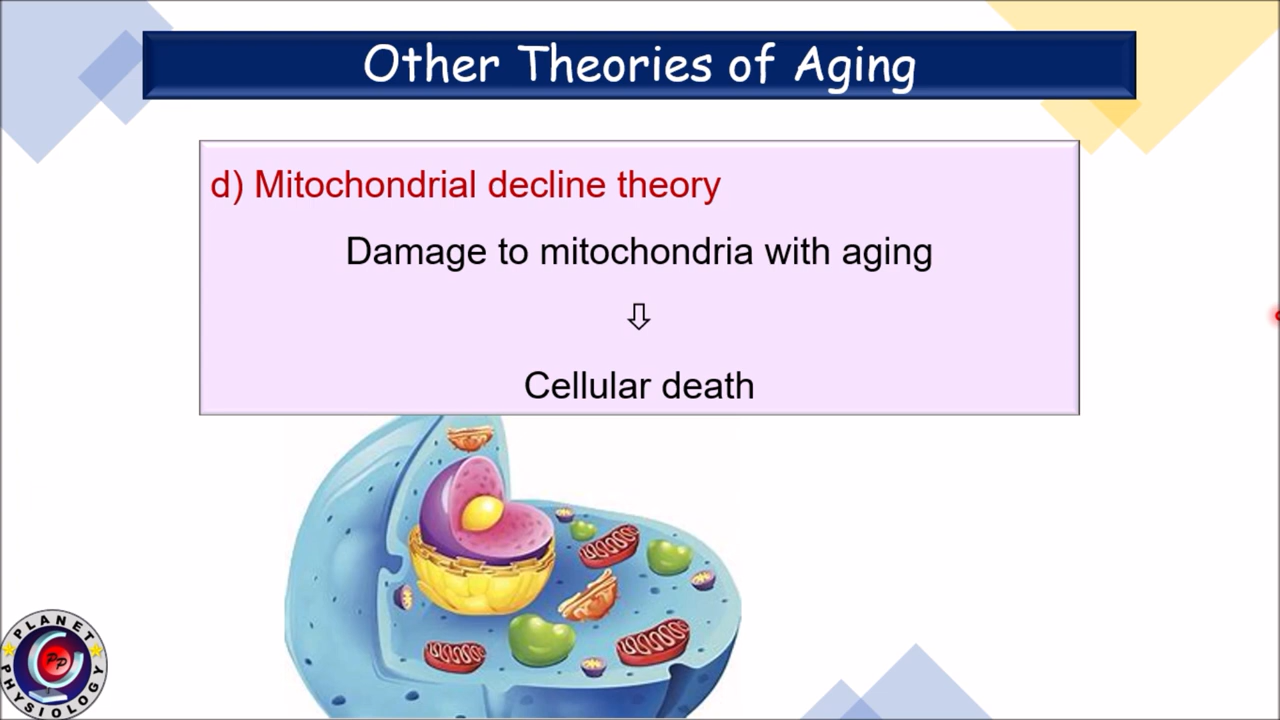 Other Theories of Aging
d) Mitochondrial decline theory
Damage to mitochondria with aging
⇩
Cellular death
PLANET
PP
PHYSIOLOGY